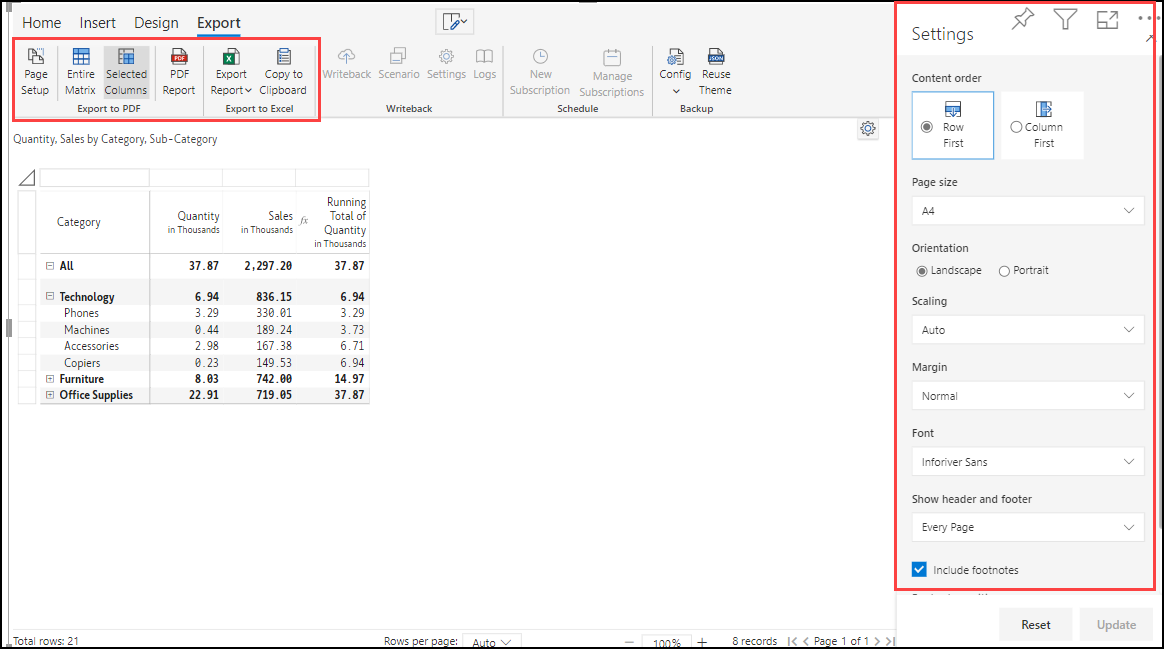 Home Insert Design Export
Page Setup
Entire Matrix
Selected Columns
PDF Report
Export Report
Copy to Clipboard
Writeback
Scenario
Settings
Logs
New Subscription
Manage Subscriptions
Config
Reuse Theme
Export to PDF
Export to Excel
Writeback
Schedule
Backup
Quantity, Sales by Category, Sub-Category
Category
Quantity
in Thousands
Sales
in Thousands
fx
Running
Total of
Quantity
in Thousands
All 37.87 2,297.20 37.87
Technology 6.94 836.15 6.94
Phones 3.29 330.01 3.29
Machines 0.44 189.24 3.73
Accessories 2.98 167.38 6.71
Copiers 0.23 149.53 6.94
Furniture 8.03 742.00 14.97
Office Supplies 22.91 719.05 37.87
Total rows: 21
Rows per page: Auto
100%
8 records
Page 1 of 1
Settings
Content order
Row
First
Column
First
Page size
A4
Orientation
Landscape Portrait
Scaling
Auto
Margin
Normal
Font
Inforiver Sans
Show header and footer
Every Page
Include footnotes
Reset Update